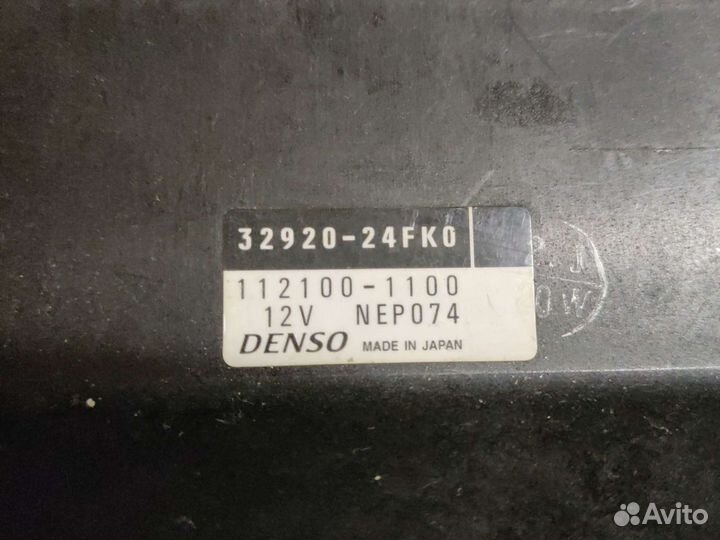 32920-24FK0
112100-1100
12V NEP074
DENSO MADE IN JAPAN
Avito